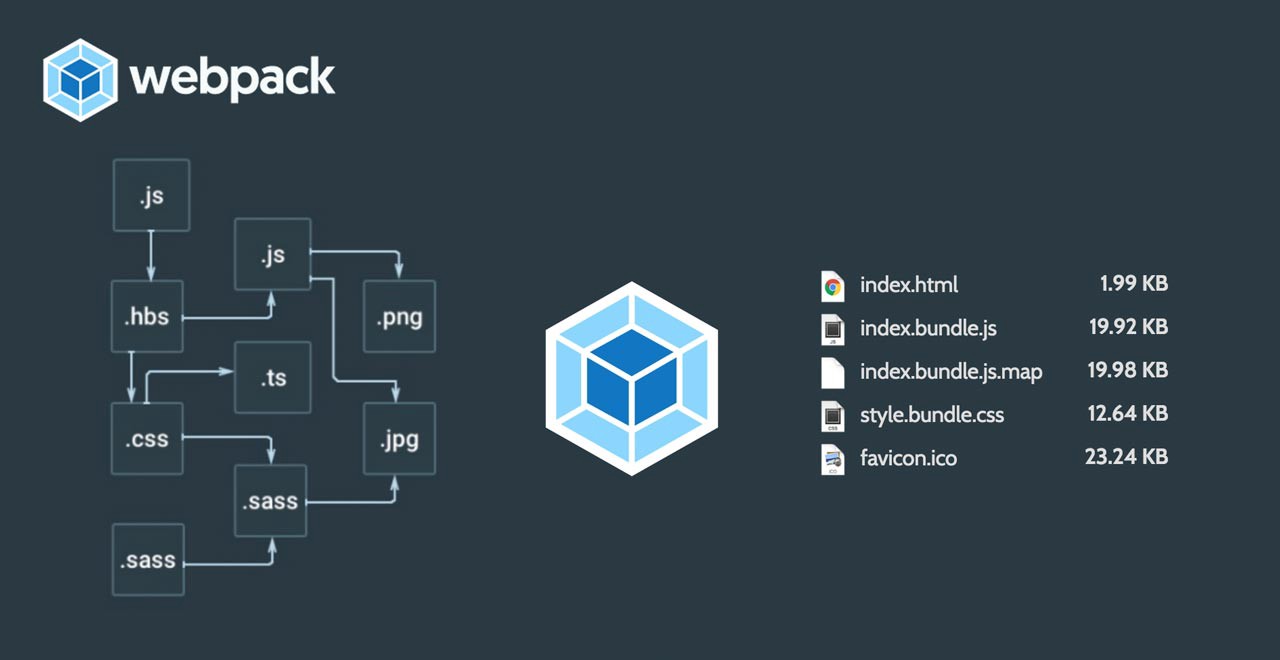 webpack
.js
.js
.hbs
.png
.ts
.css
.jpg
.sass
.sass
index.html 1.99 KB
index.bundle.js 19.92 KB
index.bundle.js.map 19.98 KB
style.bundle.css 12.64 KB
favicon.ico 23.24 KB